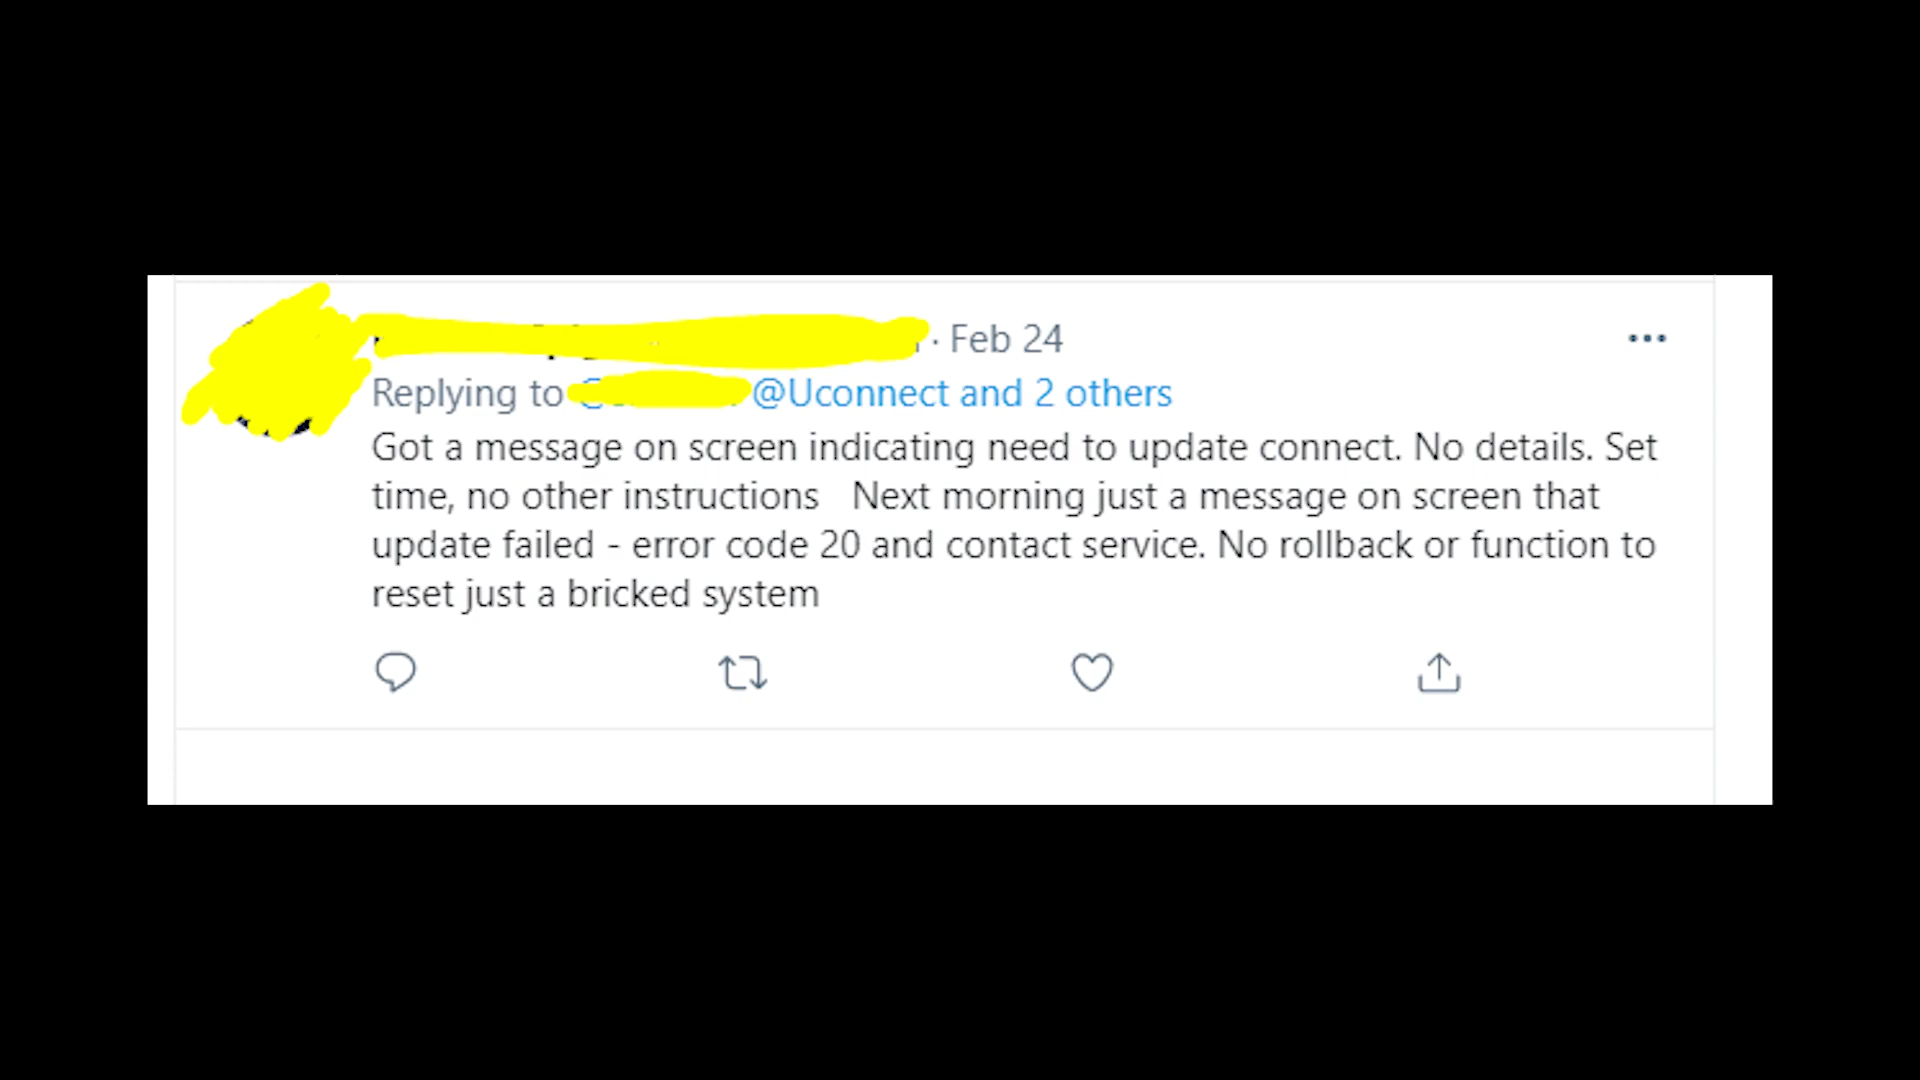 · Feb 24
Replying to @Uconnect and 2 others
Got a message on screen indicating need to update connect. No details. Set
time, no other instructions   Next morning just a message on screen that
update failed - error code 20 and contact service. No rollback or function to
reset just a bricked system